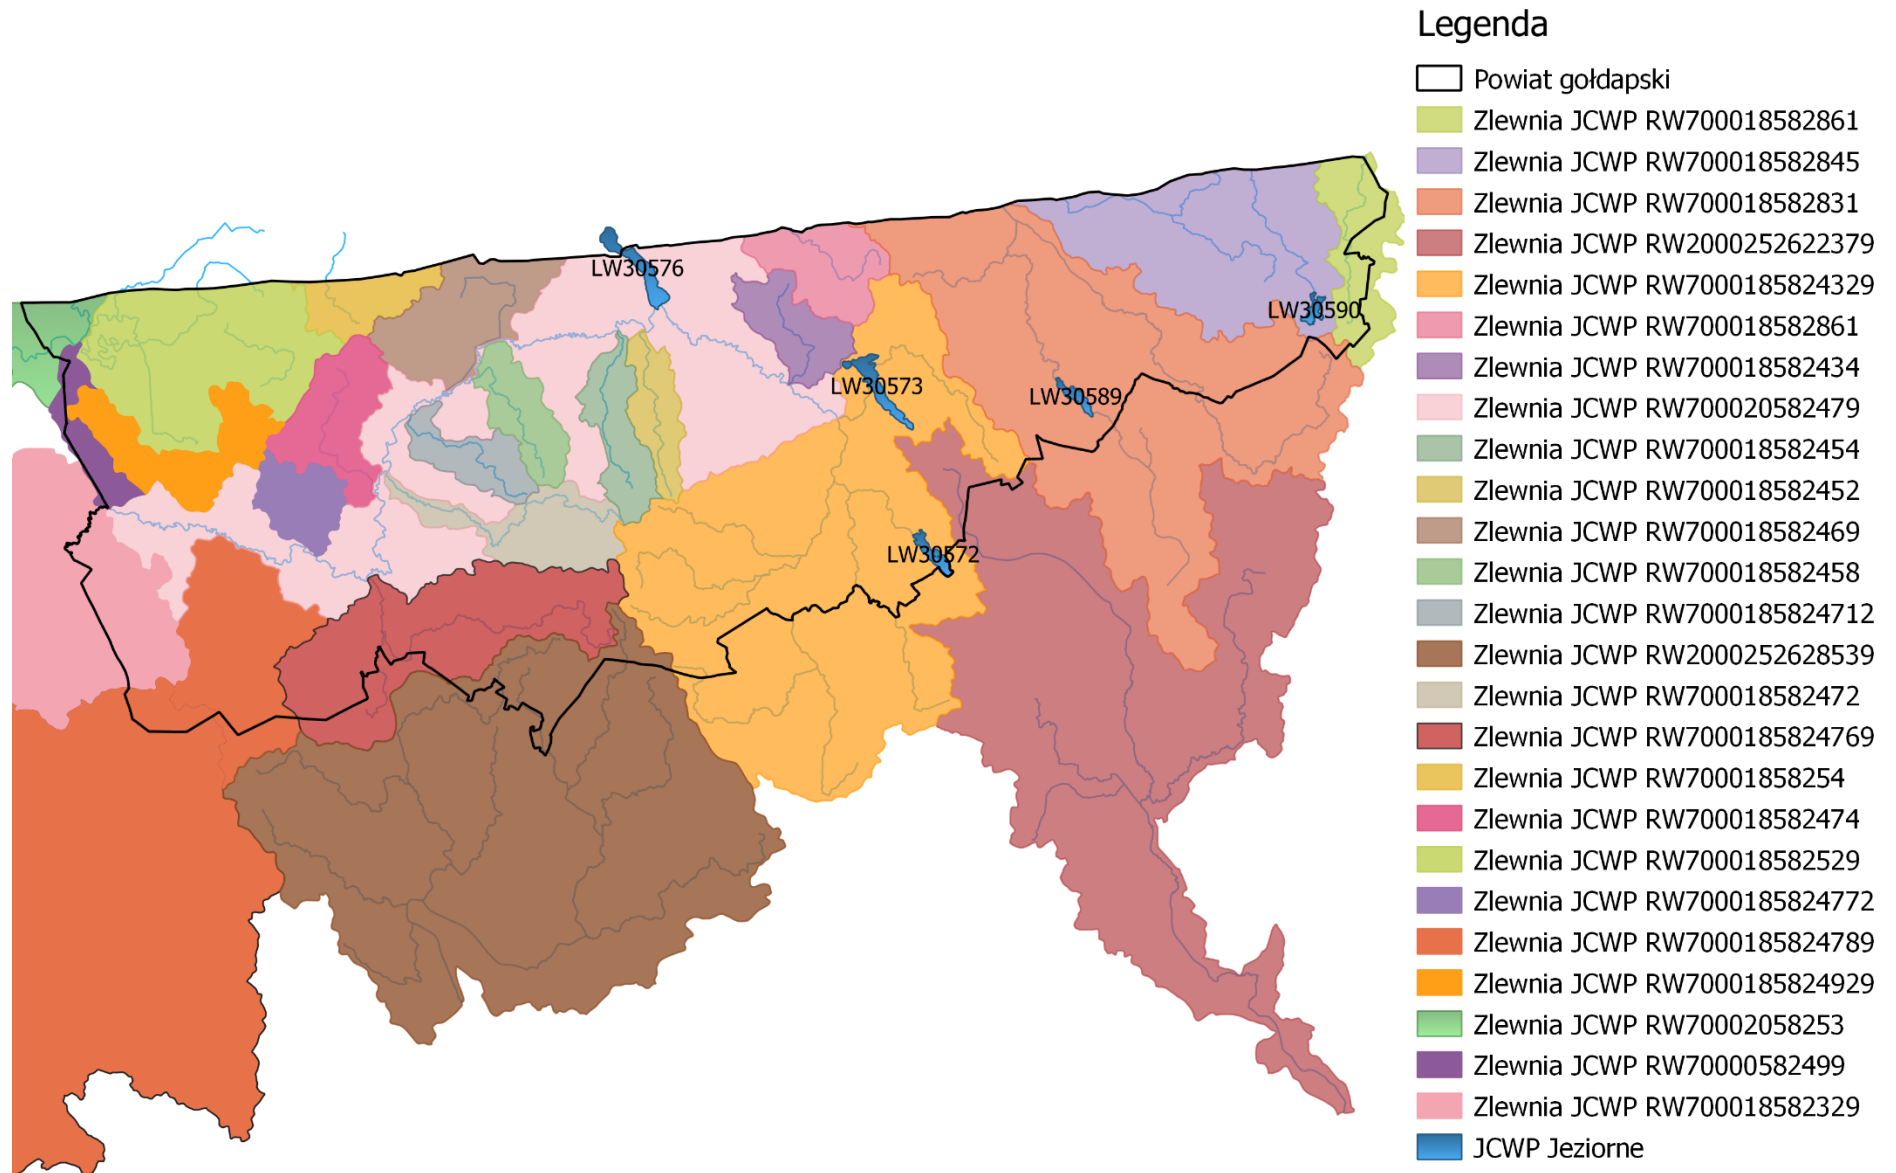 Legenda
Powiat gołdapski
Zlewnia JCWP RW700018582861
Zlewnia JCWP RW700018582845
Zlewnia JCWP RW700018582831
Zlewnia JCWP RW2000252622379
Zlewnia JCWP RW7000185824329
Zlewnia JCWP RW700018582861
Zlewnia JCWP RW700018582434
Zlewnia JCWP RW700020582479
Zlewnia JCWP RW700018582454
Zlewnia JCWP RW700018582452
Zlewnia JCWP RW700018582469
Zlewnia JCWP RW700018582458
Zlewnia JCWP RW7000185824712
Zlewnia JCWP RW2000252628539
Zlewnia JCWP RW700018582472
Zlewnia JCWP RW7000185824769
Zlewnia JCWP RW70001858254
Zlewnia JCWP RW700018582474
Zlewnia JCWP RW700018582529
Zlewnia JCWP RW7000185824772
Zlewnia JCWP RW7000185824789
Zlewnia JCWP RW7000185824929
Zlewnia JCWP RW70002058253
Zlewnia JCWP RW70000582499
Zlewnia JCWP RW700018582329
JCWP Jeziorne
LW30576
LW30590
LW30573
LW30589
LW30572